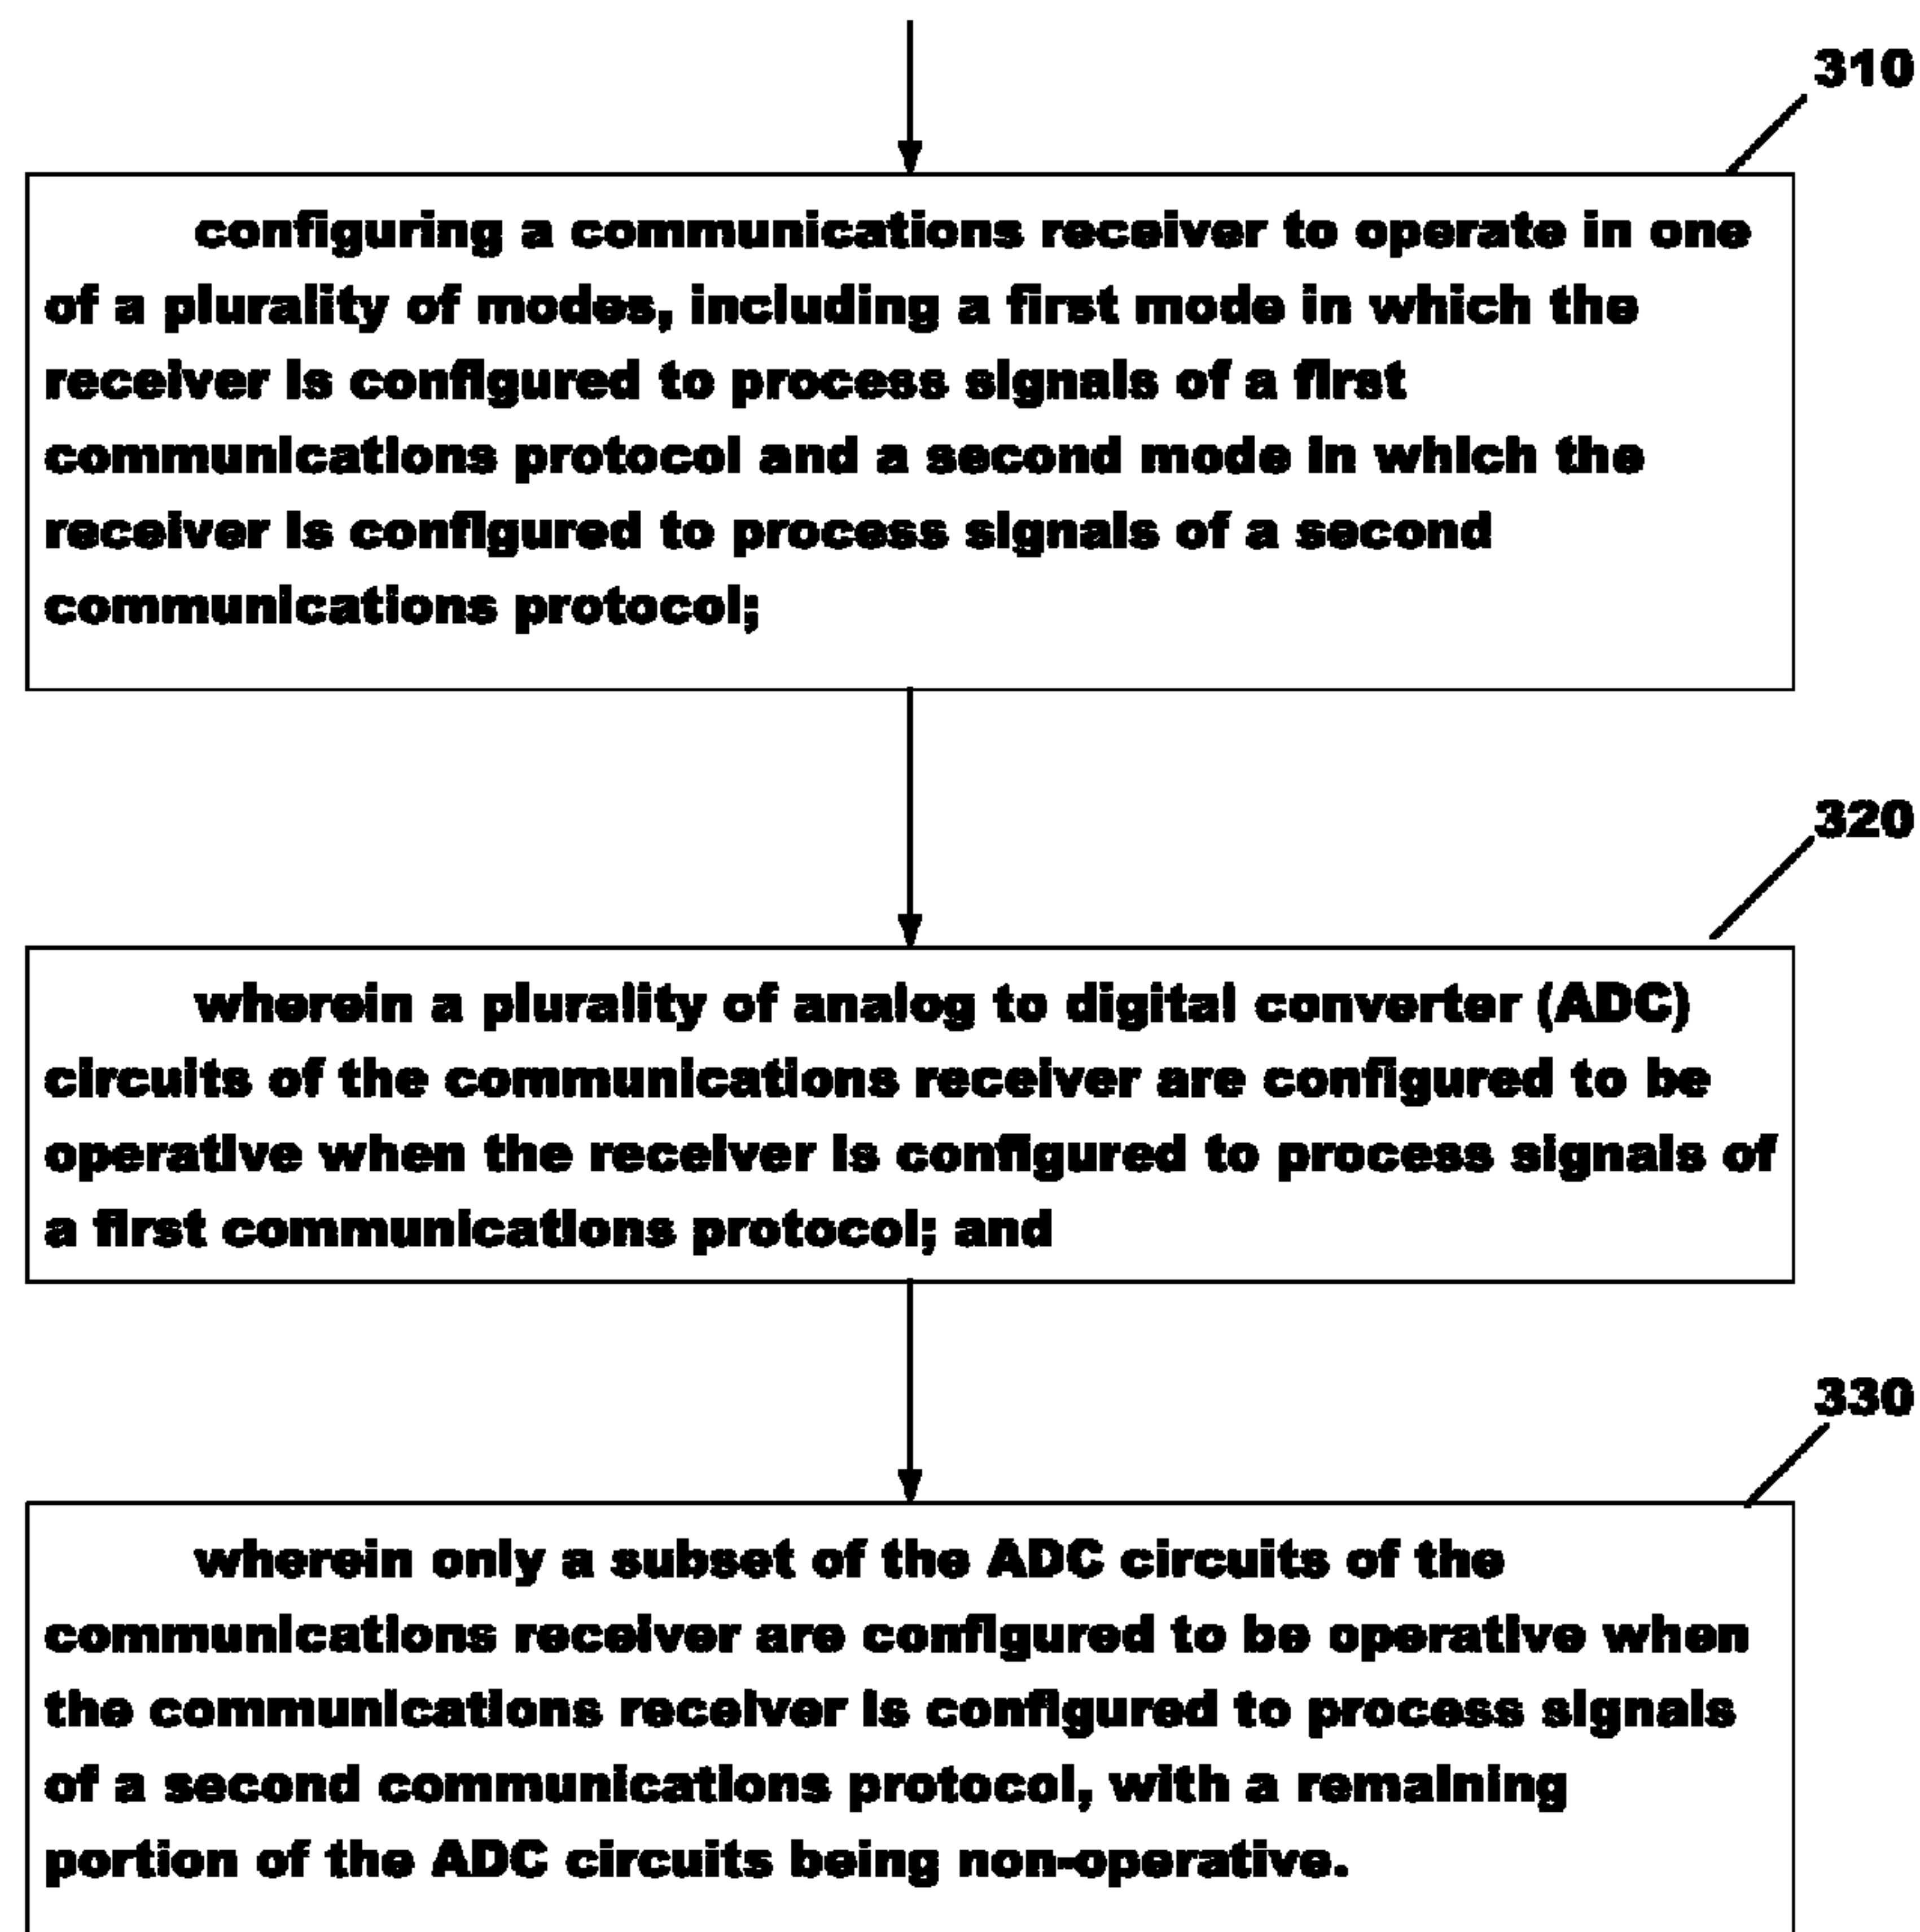 310
configuring a communications receiver to operate in one
of a plurality of modes, including a first mode in which the
receiver is configured to process signals of a first
communications protocol and a second mode in which the
receiver is configured to process signals of a second
communications protocol;
320
wherein a plurality of analog to digital converter (ADC)
circuits of the communications receiver are configured to be
operative when the receiver is configured to process signals of
a first communications protocol; and
330
wherein only a subset of the ADC circuits of the
communications receiver are configured to be operative when
the communications receiver is configured to process signals
of a second communications protocol, with a remaining
portion of the ADC circuits being non-operative.